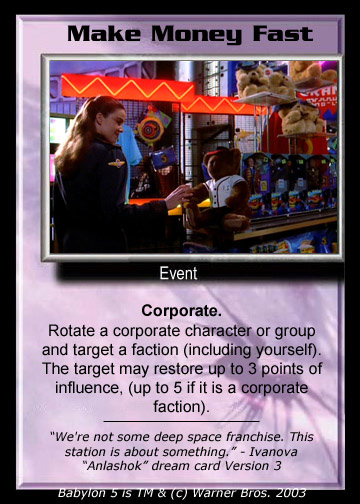 Make Money Fast
Event
Corporate.
Rotate a corporate character or group
and target a faction (including yourself).
The target may restore up to 3 points of
influence, (up to 5 if it is a corporate
faction).
“We're not some deep space franchise. This
station is about something.” - Ivanova
“Anlashok” dream card Version 3
Babylon 5 is TM & (c) Warner Bros. 2003